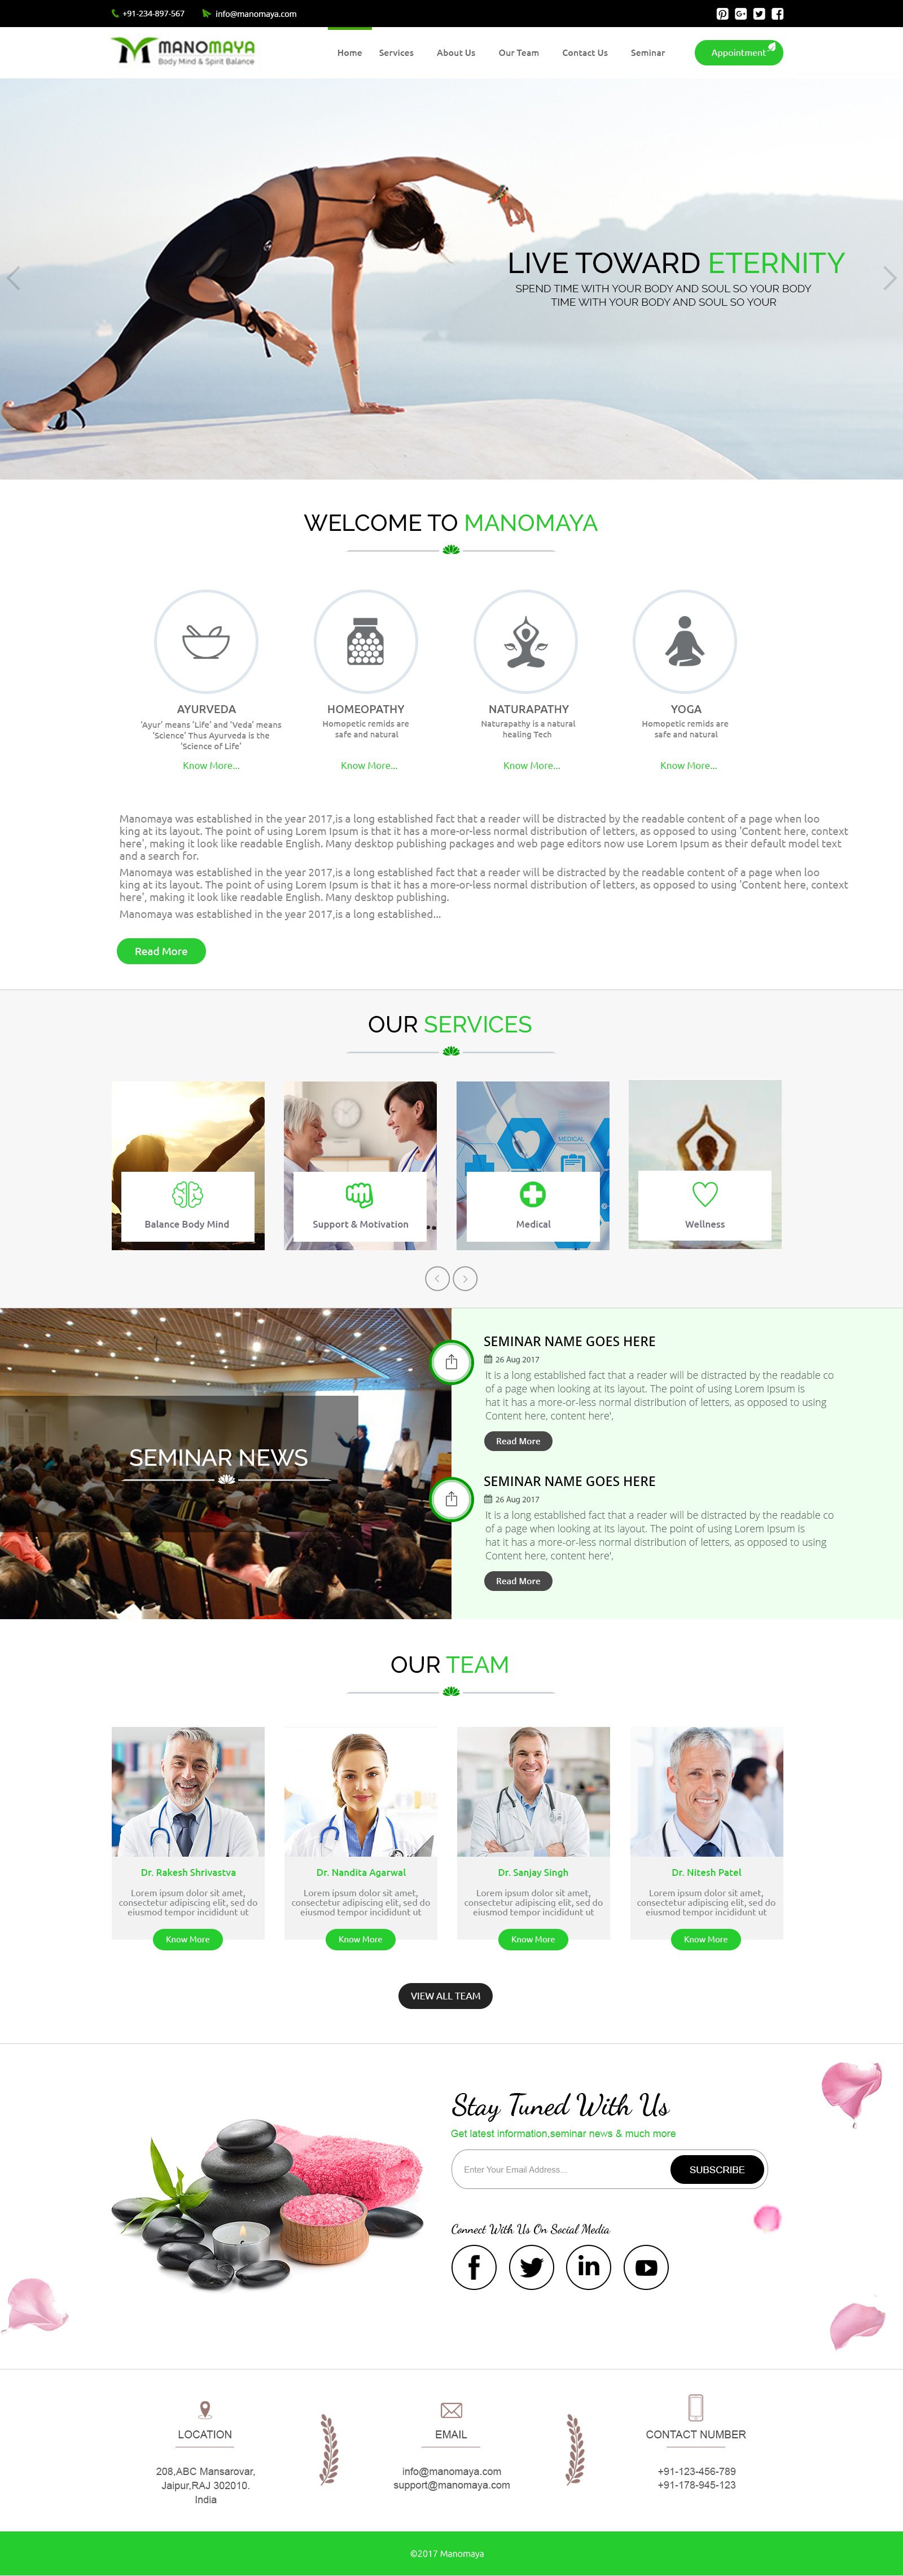 +91-234-897-567 info@manomaya.com
MANOMAYA
Body Mind & Spirit Balance
Home Services About Us Our Team Contact Us Seminar Appointment
LIVE TOWARD ETERNITY
SPEND TIME WITH YOUR BODY AND SOUL SO YOUR BODY
TIME WITH YOUR BODY AND SOUL SO YOUR
WELCOME TO MANOMAYA
AYURVEDA
'Ayur' means 'Life' and 'Veda' means
'Science' Thus Ayurveda is the
'Science of Life'
Know More...
HOMEOPATHY
Homopetic remids are
safe and natural
Know More...
NATURAPATHY
Naturapathy is a natural
healing Tech
Know More...
YOGA
Homopetic remids are
safe and natural
Know More...
Manomaya was established in the year 2017,is a long established fact that a reader will be distracted by the readable content of a page when loo
king at its layout. The point of using Lorem Ipsum is that it has a more-or-less normal distribution of letters, as opposed to using 'Content here, context
here', making it look like readable English. Many desktop publishing packages and web page editors now use Lorem Ipsum as their default model text
and a search for.
Manomaya was established in the year 2017,is a long established fact that a reader will be distracted by the readable content of a page when loo
king at its layout. The point of using Lorem Ipsum is that it has a more-or-less normal distribution of letters, as opposed to using 'Content here, context
here', making it look like readable English. Many desktop publishing.
Manomaya was established in the year 2017,is a long established...
Read More
OUR SERVICES
MEDICAL
Balance Body Mind
Support & Motivation
Medical
Wellness
SEMINAR NEWS
SEMINAR NAME GOES HERE
26 Aug 2017
It is a long established fact that a reader will be distracted by the readable co
of a page when looking at its layout. The point of using Lorem Ipsum is
hat it has a more-or-less normal distribution of letters, as opposed to using
Content here, content here',
Read More
SEMINAR NAME GOES HERE
26 Aug 2017
It is a long established fact that a reader will be distracted by the readable co
of a page when looking at its layout. The point of using Lorem Ipsum is
hat it has a more-or-less normal distribution of letters, as opposed to using
Content here, content here',
Read More
OUR TEAM
Dr. Rakesh Shrivastva
Lorem ipsum dolor sit amet,
consectetur adipiscing elit, sed do
eiusmod tempor incididunt ut
Know More
Dr. Nandita Agarwal
Lorem ipsum dolor sit amet,
consectetur adipiscing elit, sed do
eiusmod tempor incididunt ut
Know More
Dr. Sanjay Singh
Lorem ipsum dolor sit amet,
consectetur adipiscing elit, sed do
eiusmod tempor incididunt ut
Know More
Dr. Nitesh Patel
Lorem ipsum dolor sit amet,
consectetur adipiscing elit, sed do
eiusmod tempor incididunt ut
Know More
VIEW ALL TEAM
Stay Tuned With Us
Get latest information,seminar news & much more
Enter Your Email Address... SUBSCRIBE
Connect With Us On Social Media
LOCATION
208,ABC Mansarovar,
Jaipur,RAJ 302010.
India
EMAIL
info@manomaya.com
support@manomaya.com
CONTACT NUMBER
+91-123-456-789
+91-178-945-123
©2017 Manomaya